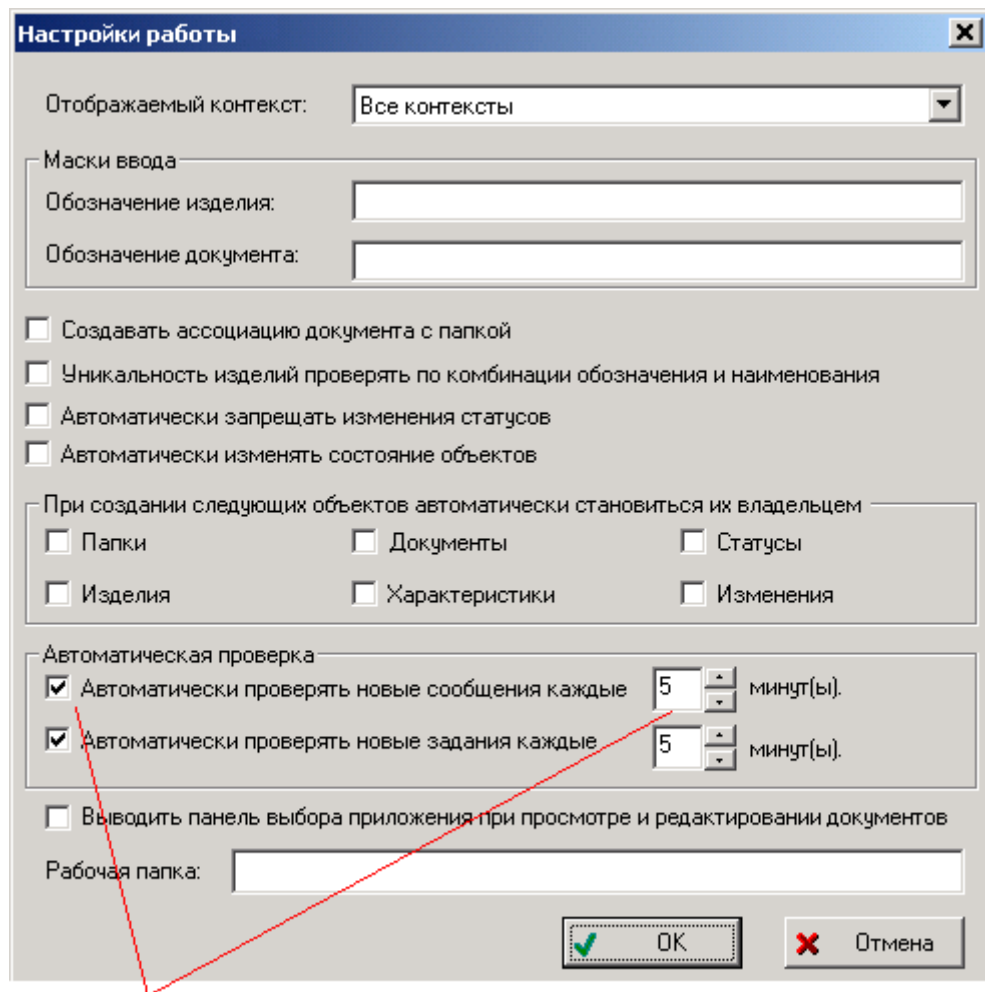 Настройки работы
Отображаемый контекст: Все контексты
Маски ввода
Обозначение изделия:
Обозначение документа:
Создавать ассоциацию документа с папкой
Уникальность изделий проверять по комбинации обозначения и наименования
Автоматически запрещать изменения статусов
Автоматически изменять состояние объектов
При создании следующих объектов автоматически становиться их владельцем
Папки Документы Статусы
Изделия Характеристики Изменения
Автоматическая проверка
Автоматически проверять новые сообщения каждые 5 минут(ы).
Автоматически проверять новые задания каждые 5 минут(ы).
Выводить панель выбора приложения при просмотре и редактировании документов
Рабочая папка:
OK Отмена